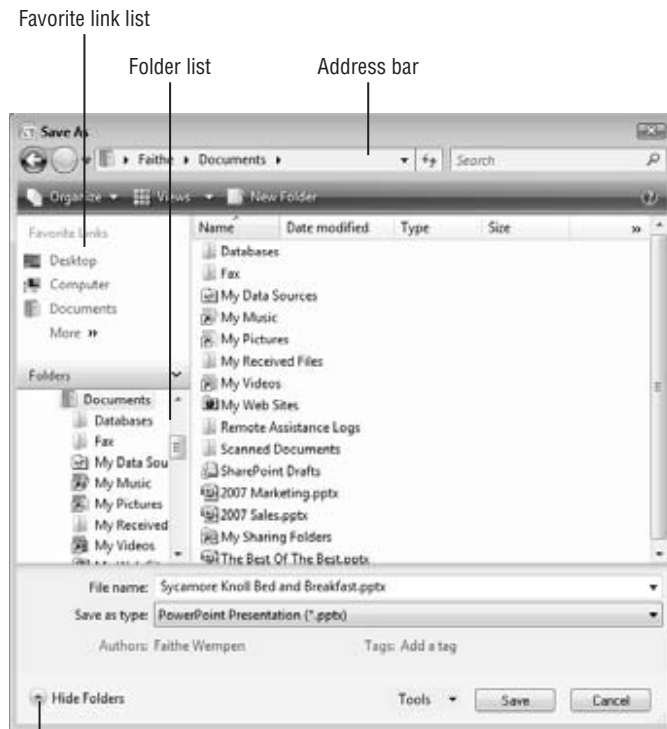 Favorite link list
Folder list
Address bar
Save As
Faithe
Documents
Search
Organize
Views
New Folder
Favorite Links
Desktop
Computer
Documents
More »
Folders
Documents
Databases
Fax
My Data Sou
My Music
My Pictures
My Received
My Videos
Name Date modified Type Size »
Databases
Fax
My Data Sources
My Music
My Pictures
My Received Files
My Videos
My Web Sites
Remote Assistance Logs
Scanned Documents
SharePoint Drafts
2007 Marketing.pptx
2007 Sales.pptx
My Sharing Folders
The Best Of The Best.pptx
File name: Sycamore Knoll Bed and Breakfast.pptx
Save as type: PowerPoint Presentation (*.pptx)
Authors: Faithe Wempen Tags: Add a tag
Hide Folders Tools Save Cancel